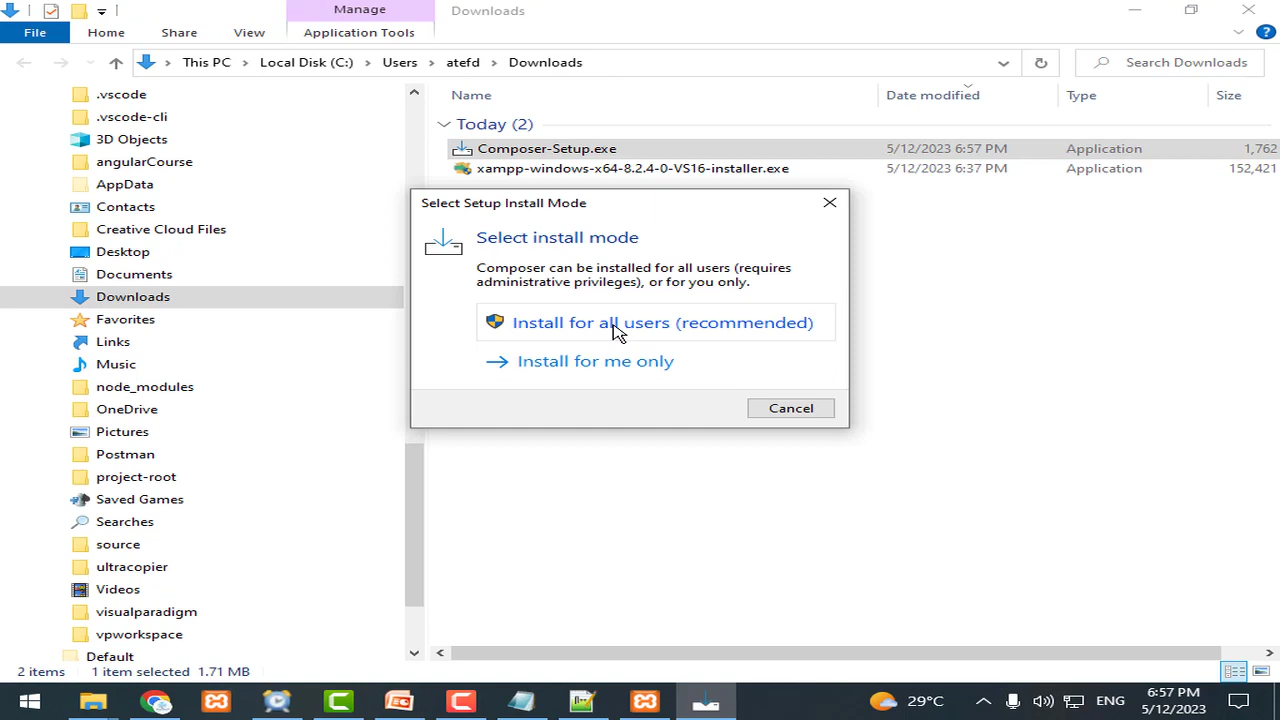 Manage
Downloads
File
Home
Share
View
Application Tools
This PC
Local Disk (C:)
Users
atefd
Downloads
Search Downloads
.vscode
.vscode-cli
3D Objects
angularCourse
AppData
Contacts
Creative Cloud Files
Desktop
Documents
Downloads
Favorites
Links
Music
node_modules
OneDrive
Pictures
Postman
project-root
Saved Games
Searches
source
ultracopier
Videos
visualparadigm
vpworkspace
Default
Name
Date modified
Type
Size
Today (2)
Composer-Setup.exe
5/12/2023 6:57 PM
Application
1,762
xampp-windows-x64-8.2.4-0-VS16-installer.exe
5/12/2023 6:37 PM
Application
152,421
Select Setup Install Mode
Select install mode
Composer can be installed for all users (requires
administrative privileges), or for you only.
Install for all users (recommended)
Install for me only
Cancel
2 items
1 item selected 1.71 MB
29°C
ENG
6:57 PM
5/12/2023